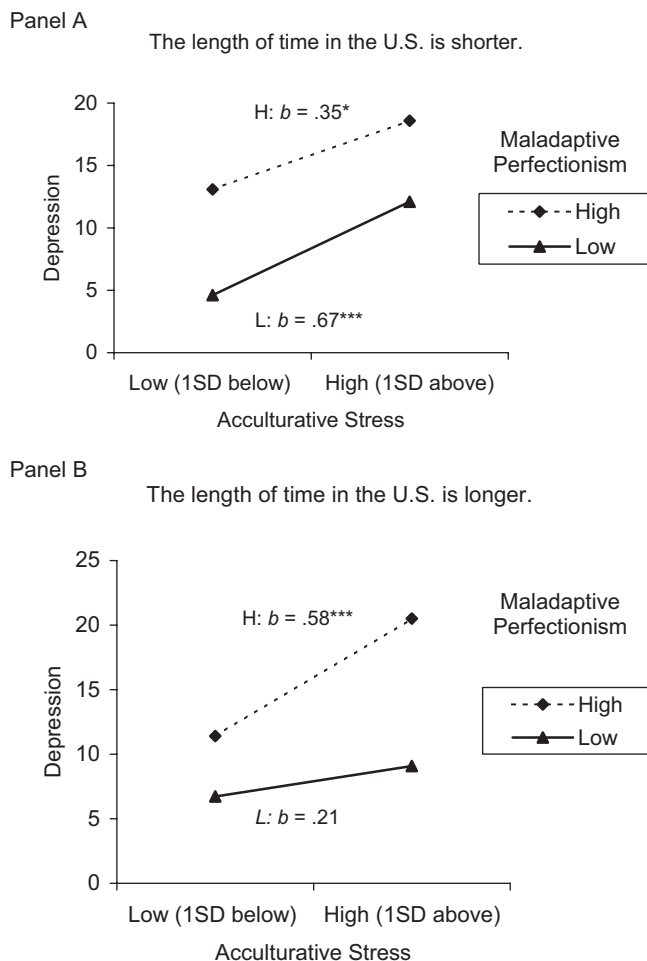 Panel A
The length of time in the U.S. is shorter.
20
15
10
5
0
Depression
H: b = .35*
L: b = .67***
Low (1SD below)
High (1SD above)
Acculturative Stress
Maladaptive
Perfectionism
High
Low
Panel B
The length of time in the U.S. is longer.
25
20
15
10
5
0
Depression
H: b = .58***
L: b = .21
Low (1SD below)
High (1SD above)
Acculturative Stress
Maladaptive
Perfectionism
High
Low